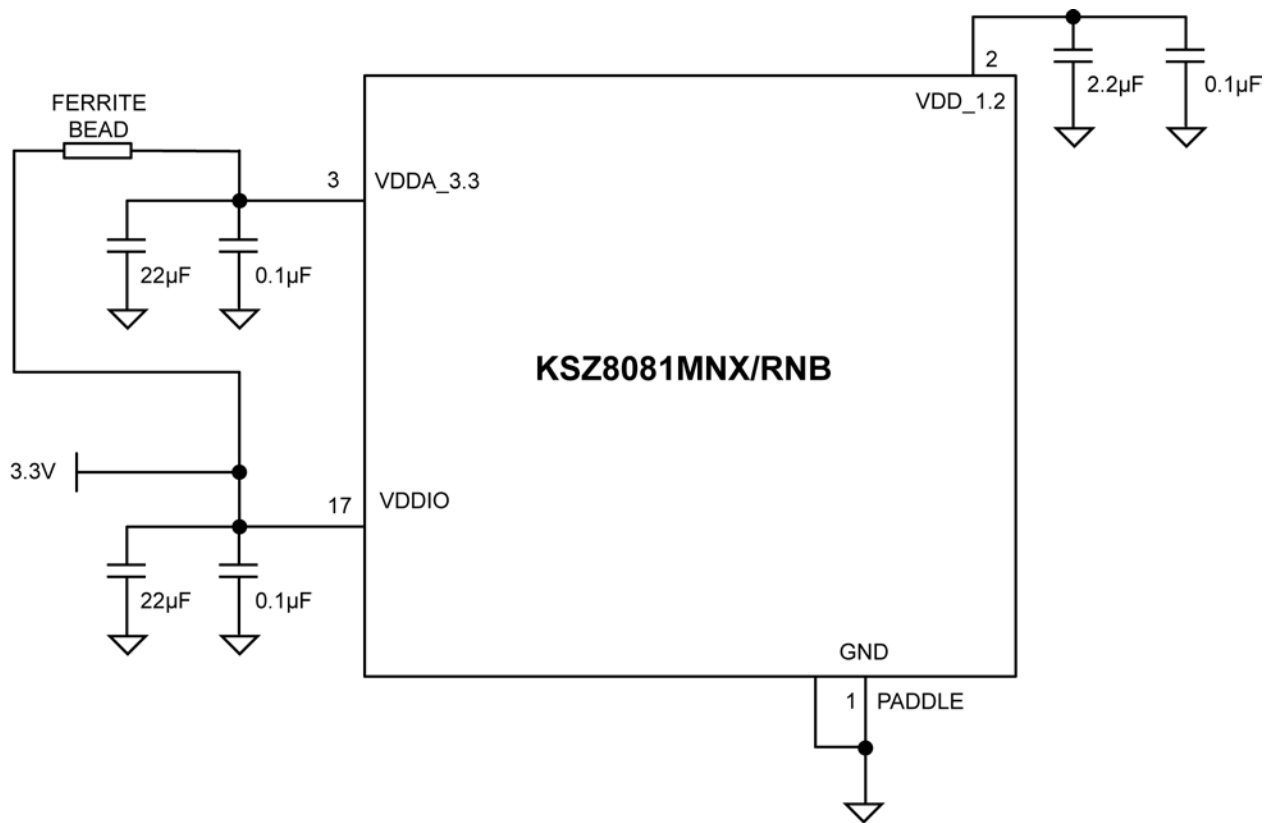 2
VDD_1.2
2.2µF
0.1µF
FERRITE
BEAD
3
VDDA_3.3
22µF
0.1µF
KSZ8081MNX/RNB
3.3V
17
VDDIO
22µF
0.1µF
GND
1
PADDLE